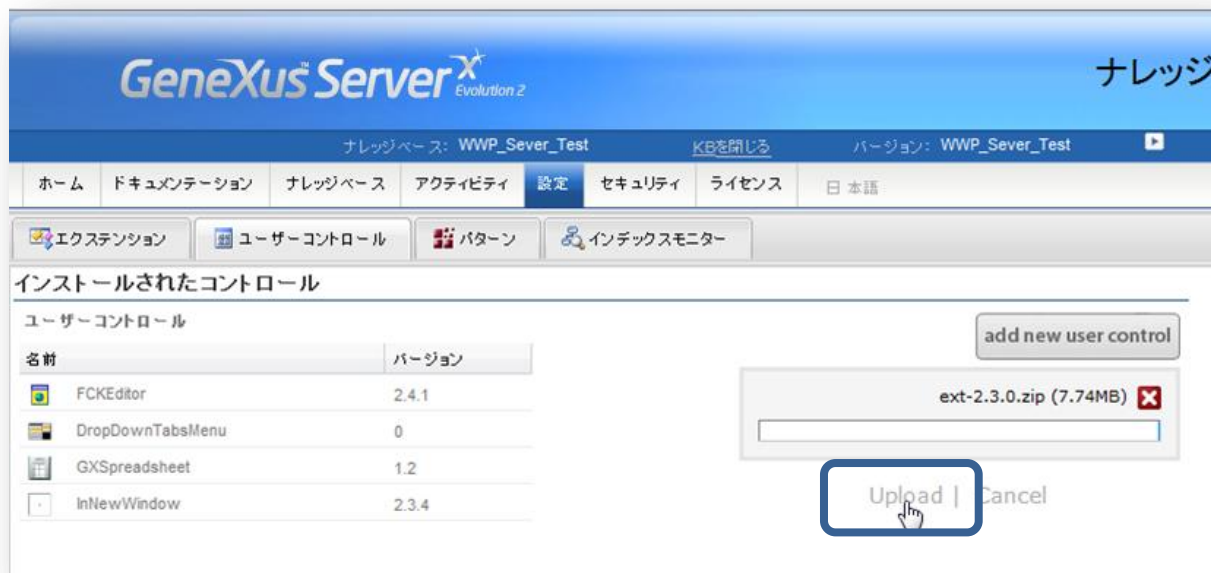 GeneXus™ Server X Evolution 2
ナレッジ
ナレッジベース: WWP_Sever_Test KBを閉じる バージョン: WWP_Sever_Test
ホーム ドキュメンテーション ナレッジベース アクティビティ 設定 セキュリティ ライセンス 日本語
エクステンション ユーザーコントロール パターン インデックスモニター
インストールされたコントロール
ユーザーコントロール
add new user control
名前 バージョン
FCKEditor 2.4.1
ext-2.3.0.zip (7.74MB)
DropDownTabsMenu 0
GXSpreadsheet 1.2
InNewWindow 2.3.4
Upload | Cancel